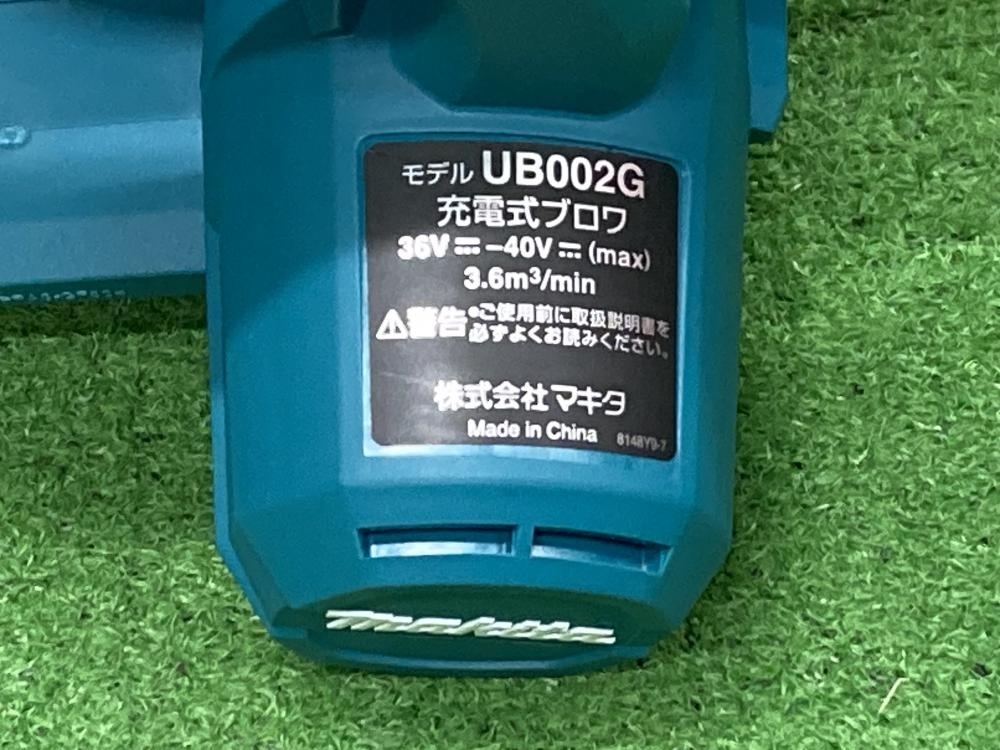 モデル UB002G
充電式ブロワ
36V⎓–40V⎓(max)
3.6m³/min
⚠警告 •ご使用前に取扱説明書を
必ずよくお読みください。
株式会社マキタ
Made in China 8148Y9-7
makita